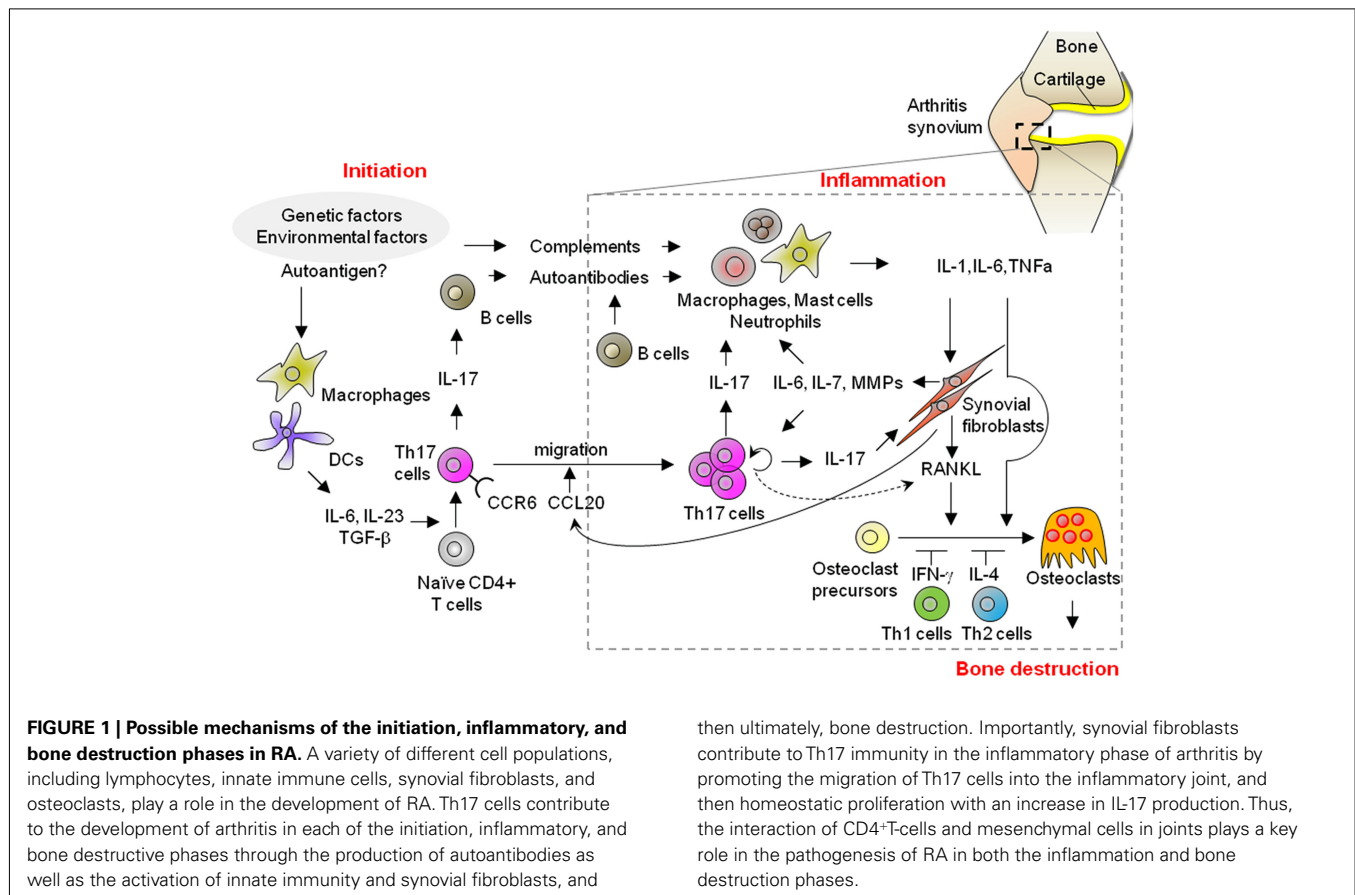 Bone
Cartilage
Arthritis
synovium
Initiation
Inflammation
Genetic factors
Environmental factors
Autoantigen?
Complements
Autoantibodies
B cells
B cells
Macrophages, Mast cells
Neutrophils
IL-1,IL-6,TNFa
Macrophages
DCs
IL-17
IL-17
IL-6, IL-7, MMPs
Synovial
fibroblasts
Th17
cells
migration
CCR6
CCL20
Th17 cells
IL-17
RANKL
IL-6, IL-23
TGF-β
Naïve CD4+
T cells
Osteoclast
precursors
IFN-γ
IL-4
Osteoclasts
Th1 cells
Th2 cells
Bone destruction
FIGURE 1 | Possible mechanisms of the initiation, inflammatory, and
bone destruction phases in RA. A variety of different cell populations,
including lymphocytes, innate immune cells, synovial fibroblasts, and
osteoclasts, play a role in the development of RA. Th17 cells contribute
to the development of arthritis in each of the initiation, inflammatory, and
bone destructive phases through the production of autoantibodies as
well as the activation of innate immunity and synovial fibroblasts, and
then ultimately, bone destruction. Importantly, synovial fibroblasts
contribute to Th17 immunity in the inflammatory phase of arthritis by
promoting the migration of Th17 cells into the inflammatory joint, and
then homeostatic proliferation with an increase in IL-17 production. Thus,
the interaction of CD4+T-cells and mesenchymal cells in joints plays a key
role in the pathogenesis of RA in both the inflammation and bone
destruction phases.